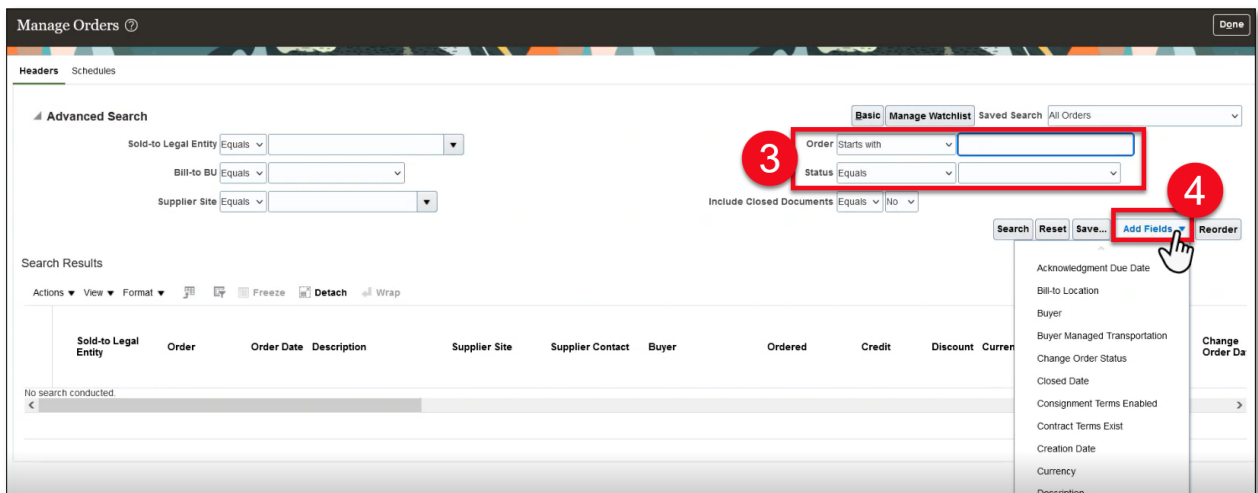 Manage Orders ?
Done
Headers Schedules
Advanced Search
Basic Manage Watchlist Saved Search All Orders
Sold-to Legal Entity Equals
Order Starts with
3
Bill-to BU Equals
Status Equals
Supplier Site Equals
Include Closed Documents Equals No
4
Search Reset Save... Add Fields Reorder
Search Results
Acknowledgment Due Date
Bill-to Location
Actions View Format Freeze Detach Wrap
Buyer
Buyer Managed Transportation
Sold-to Legal Entity Order Order Date Description Supplier Site Supplier Contact Buyer Ordered Credit Discount Curren
Change Order Da
Change Order Status
Closed Date
No search conducted.
Consignment Terms Enabled
Contract Terms Exist
Creation Date
Currency
Description